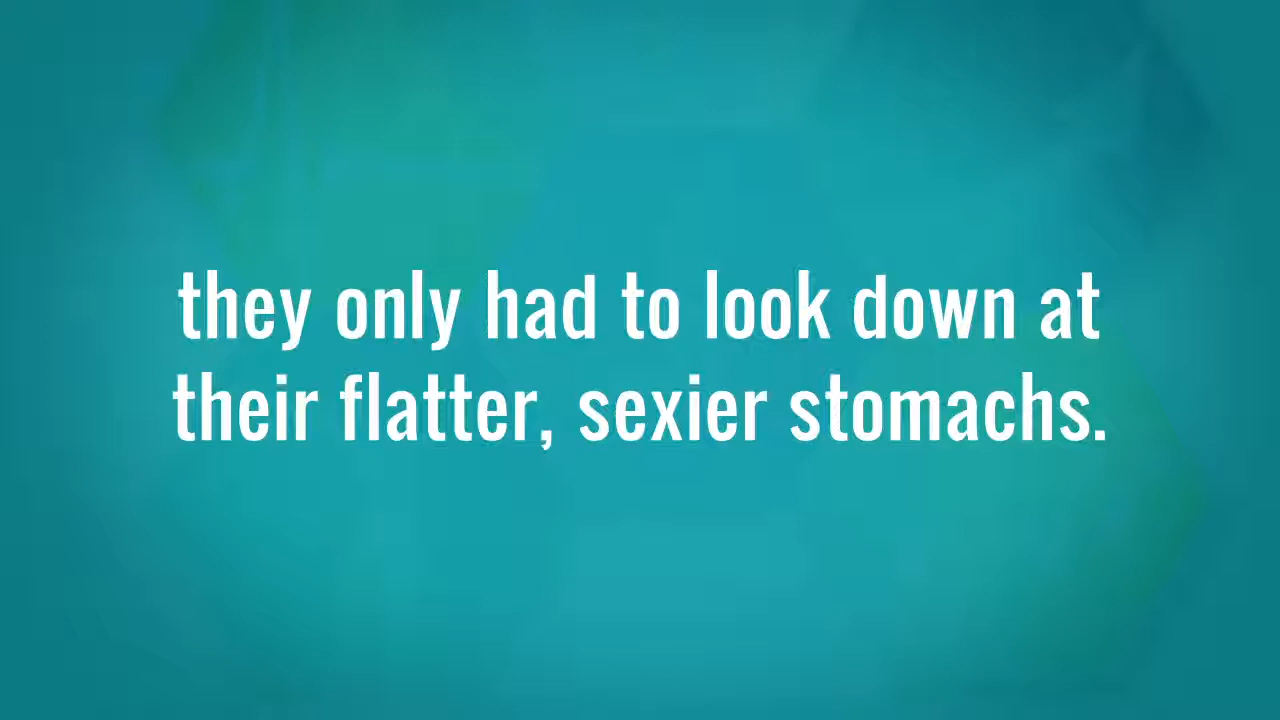 they only had to look down at
their flatter, sexier stomachs.